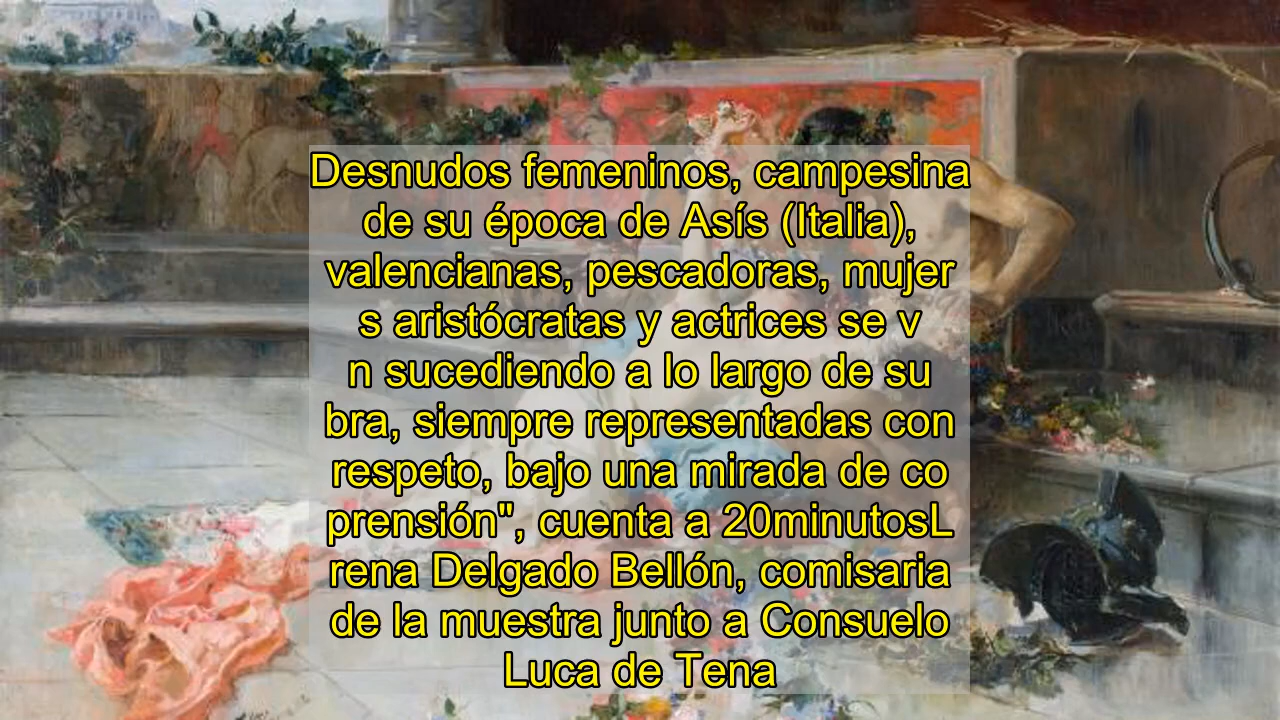 Desnudos femeninos, campesina
de su época de Asís (Italia),
valencianas, pescadoras, mujer
s aristócratas y actrices se v
n sucediendo a lo largo de su
bra, siempre representadas con
respeto, bajo una mirada de co
prensión", cuenta a 20minutosL
rena Delgado Bellón, comisaria
de la muestra junto a Consuelo
Luca de Tena